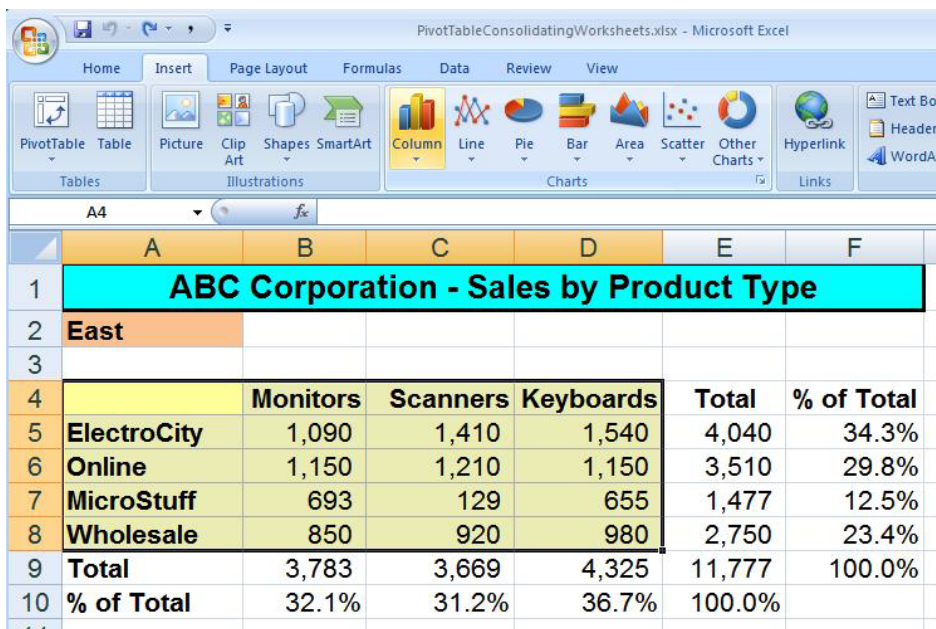 PivotTableConsolidatingWorksheets.xlsx - Microsoft Excel
Home Insert Page Layout Formulas Data Review View
PivotTable Table Picture Clip Art Shapes SmartArt Column Line Pie Bar Area Scatter Other Charts Hyperlink Text Bo
Header
WordA
Tables Illustrations Charts Links
A4 fx
A B C D E F
1 ABC Corporation - Sales by Product Type
2 East
3
4 Monitors Scanners Keyboards Total % of Total
5 ElectroCity 1,090 1,410 1,540 4,040 34.3%
6 Online 1,150 1,210 1,150 3,510 29.8%
7 MicroStuff 693 129 655 1,477 12.5%
8 Wholesale 850 920 980 2,750 23.4%
9 Total 3,783 3,669 4,325 11,777 100.0%
10 % of Total 32.1% 31.2% 36.7% 100.0%